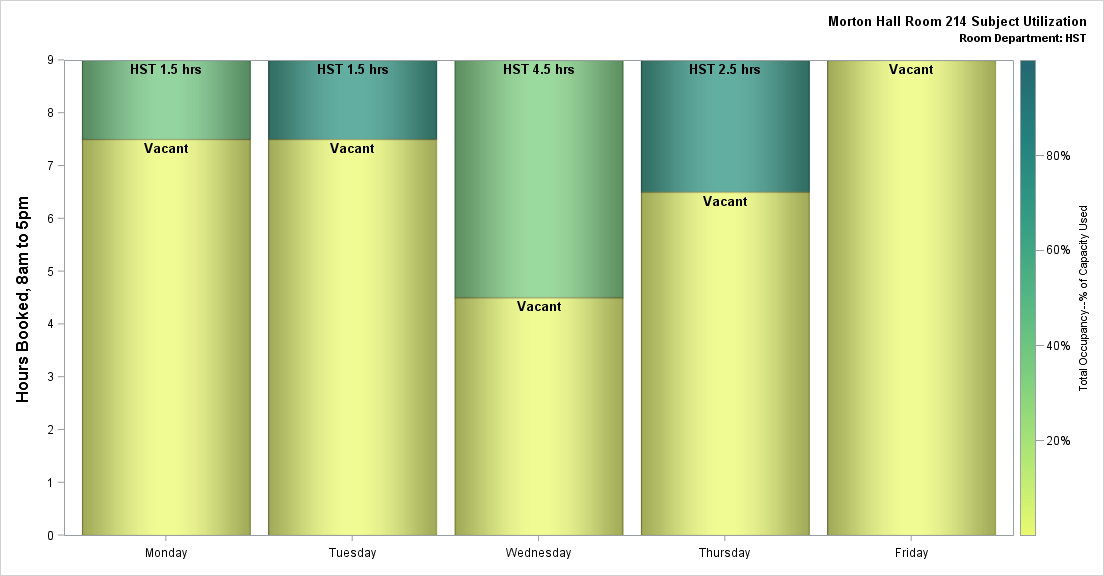 Morton Hall Room 214 Subject Utilization
Room Department: HST
Hours Booked, 8am to 5pm
9
8
7
6
5
4
3
2
1
0
HST 1.5 hrs
Vacant
HST 1.5 hrs
Vacant
HST 4.5 hrs
Vacant
HST 2.5 hrs
Vacant
Vacant
Monday
Tuesday
Wednesday
Thursday
Friday
80%
60%
40%
20%
Total Occupancy--% of Capacity Used